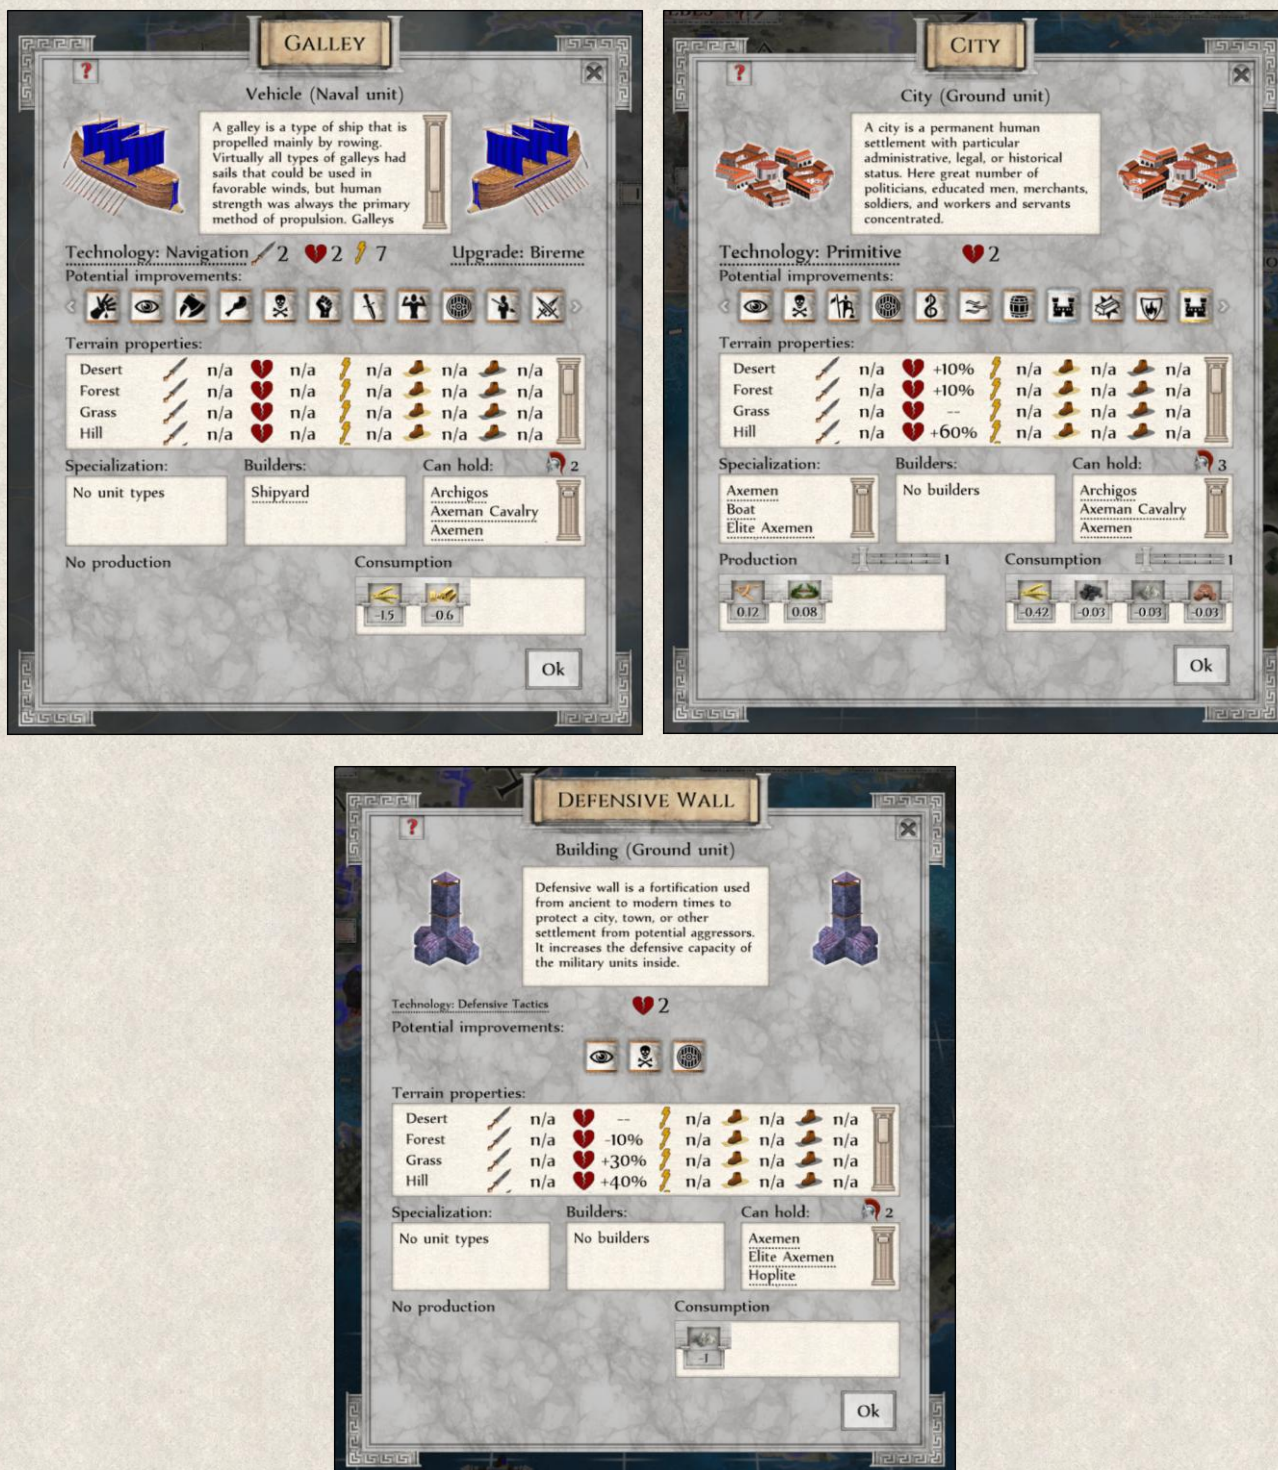 GALLEY
?
Vehicle (Naval unit)
A galley is a type of ship that is
propelled mainly by rowing.
Virtually all types of galleys had
sails that could be used in
favorable winds, but human
strength was always the primary
method of propulsion. Galleys
Technology: Navigation 2 2 7 Upgrade: Bireme
Potential improvements:
Terrain properties:
Desert n/a n/a n/a n/a n/a
Forest n/a n/a n/a n/a n/a
Grass n/a n/a n/a n/a n/a
Hill n/a n/a n/a n/a n/a
Specialization: Builders: Can hold: 2
No unit types Shipyard Archigos
Axeman Cavalry
Axemen
No production Consumption
-1.5 -0.6
Ok
CITY
?
City (Ground unit)
A city is a permanent human
settlement with particular
administrative, legal, or historical
status. Here great number of
politicians, educated men, merchants,
soldiers, and workers and servants
concentrated.
Technology: Primitive 2
Potential improvements:
Terrain properties:
Desert n/a +10% n/a n/a n/a
Forest n/a +10% n/a n/a n/a
Grass n/a -- n/a n/a n/a
Hill n/a +60% n/a n/a n/a
Specialization: Builders: Can hold: 3
Axemen No builders Archigos
Boat Axeman Cavalry
Elite Axemen Axemen
Production 1 Consumption 1
0.12 0.08 -0.42 -0.03 -0.03 -0.03
Ok
DEFENSIVE WALL
?
Building (Ground unit)
Defensive wall is a fortification used
from ancient to modern times to
protect a city, town, or other
settlement from potential aggressors.
It increases the defensive capacity of
the military units inside.
Technology: Defensive Tactics 2
Potential improvements:
Terrain properties:
Desert n/a -- n/a n/a n/a
Forest n/a -10% n/a n/a n/a
Grass n/a +30% n/a n/a n/a
Hill n/a +40% n/a n/a n/a
Specialization: Builders: Can hold: 2
No unit types No builders Axemen
Elite Axemen
Hoplite
No production Consumption
-1
Ok